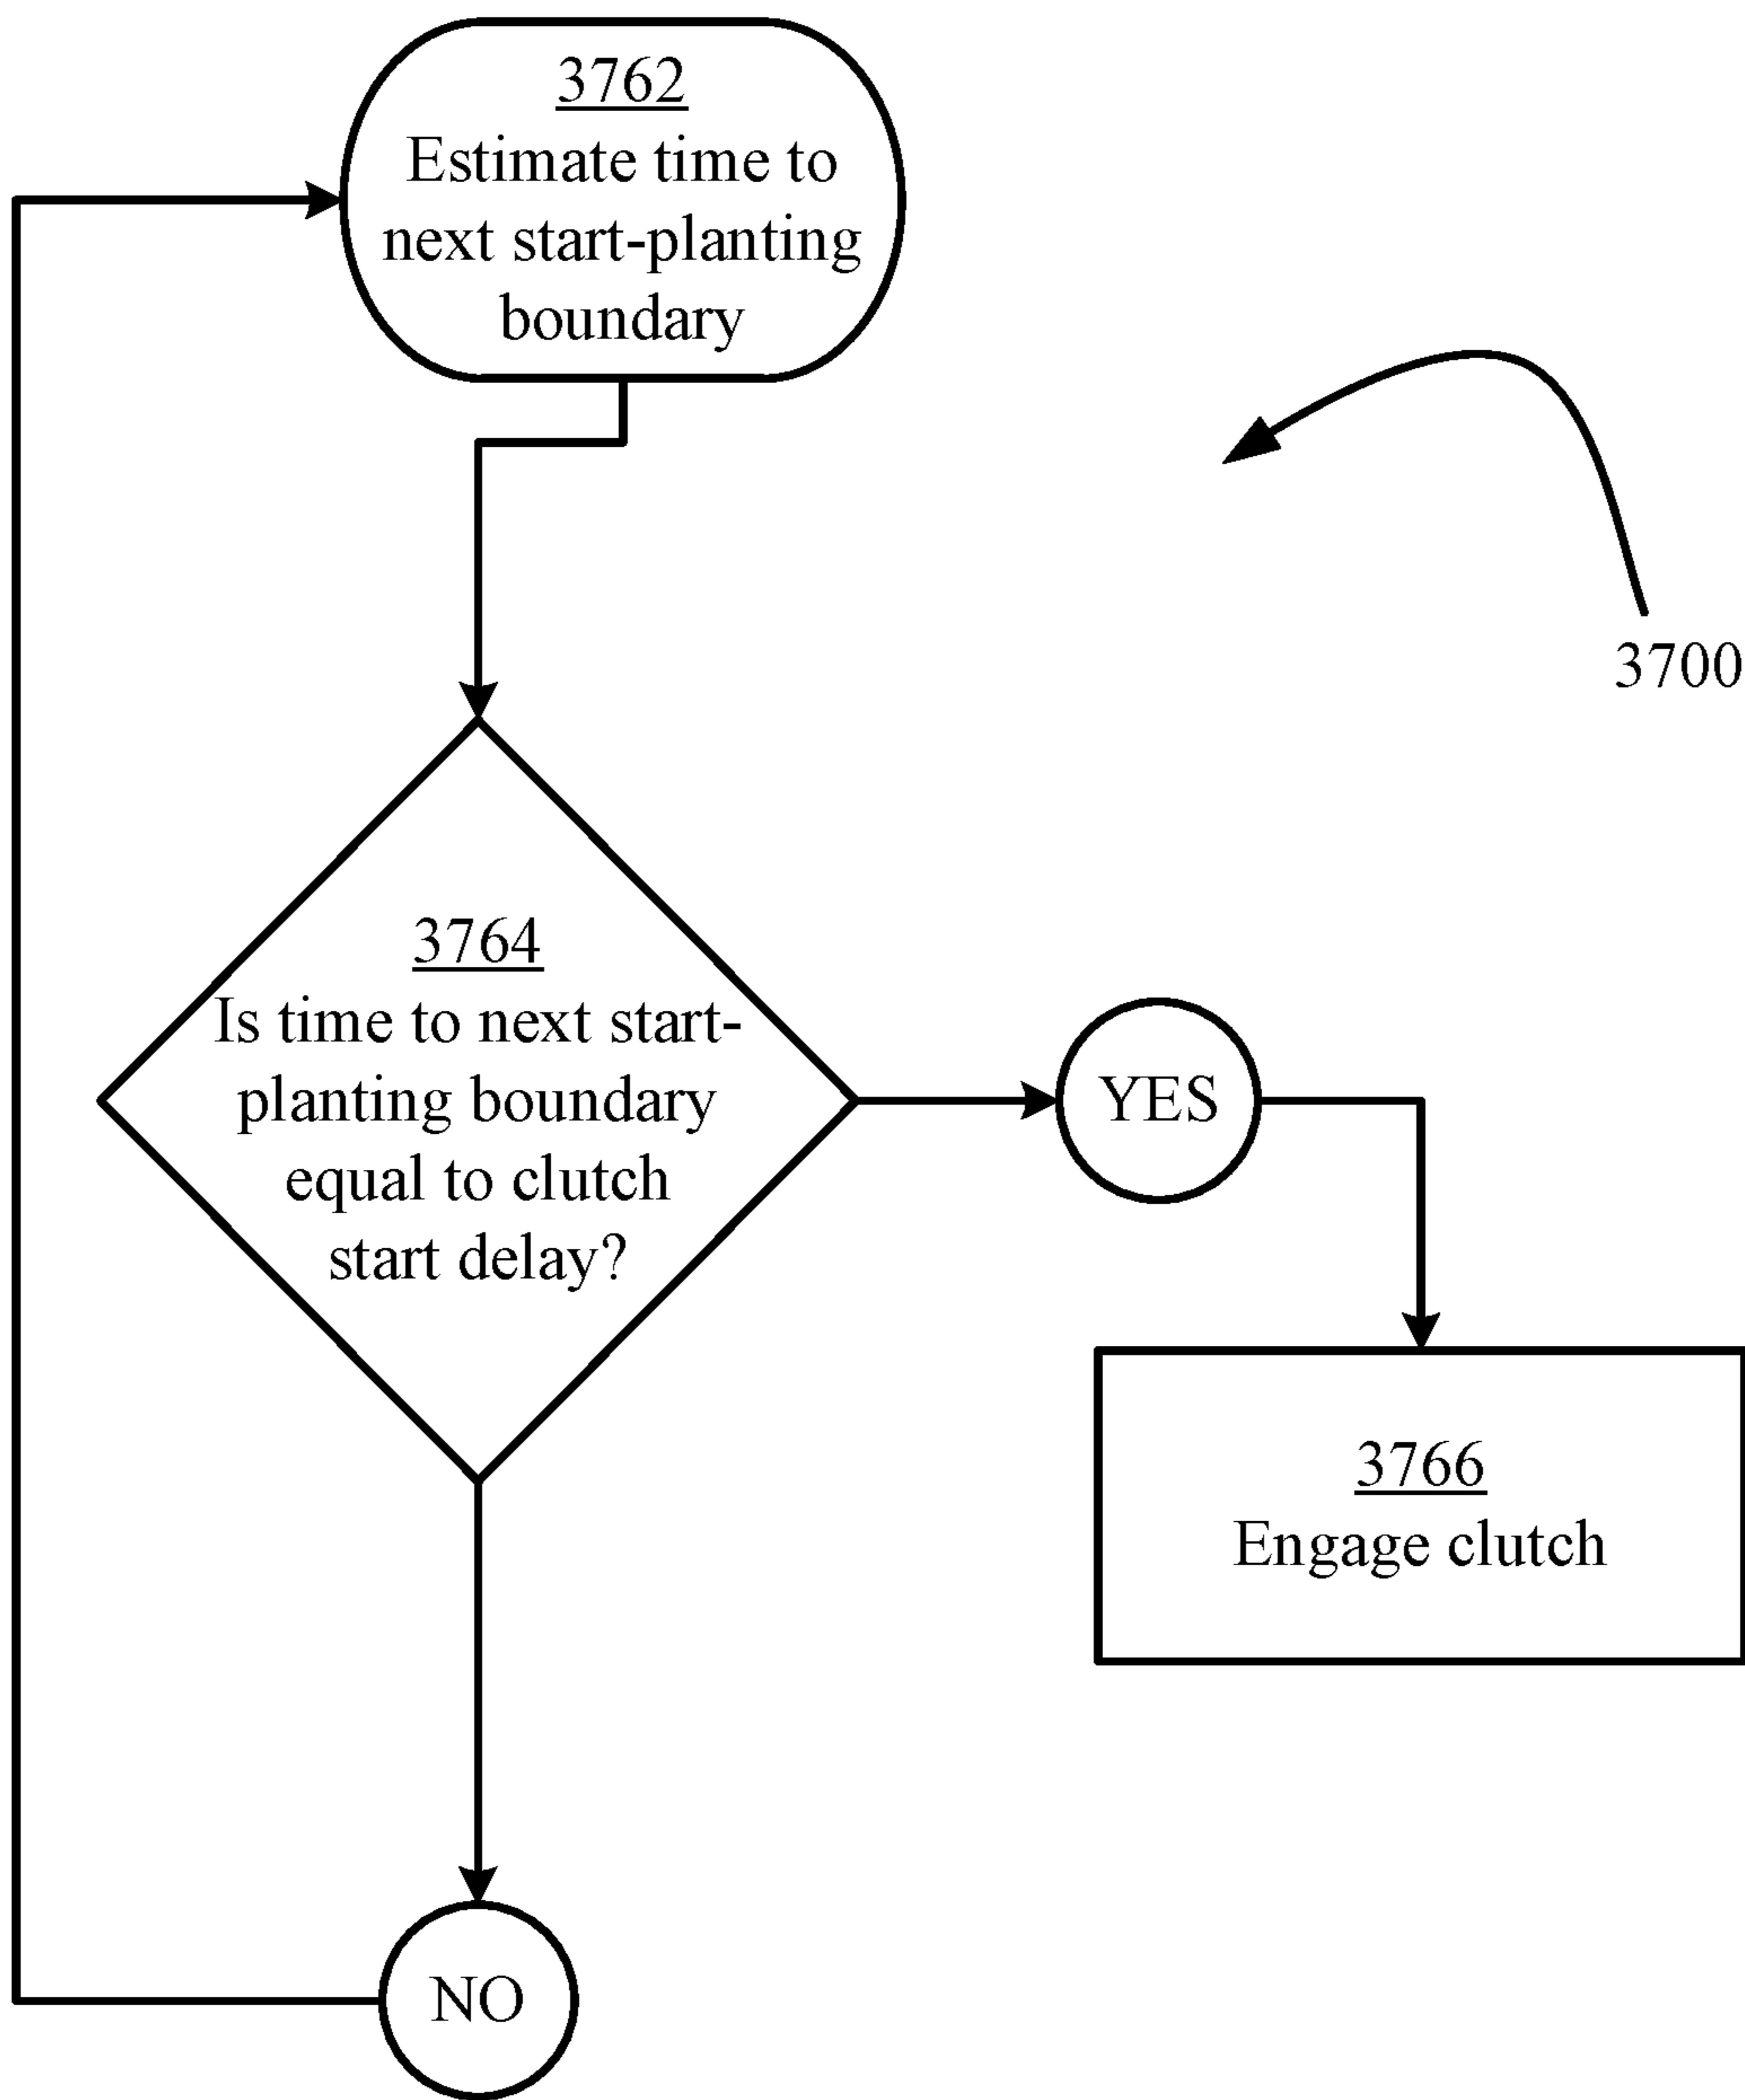 3762
Estimate time to
next start-planting
boundary
3700
3764
Is time to next start-
planting boundary
equal to clutch
start delay?
YES
3766
Engage clutch
NO